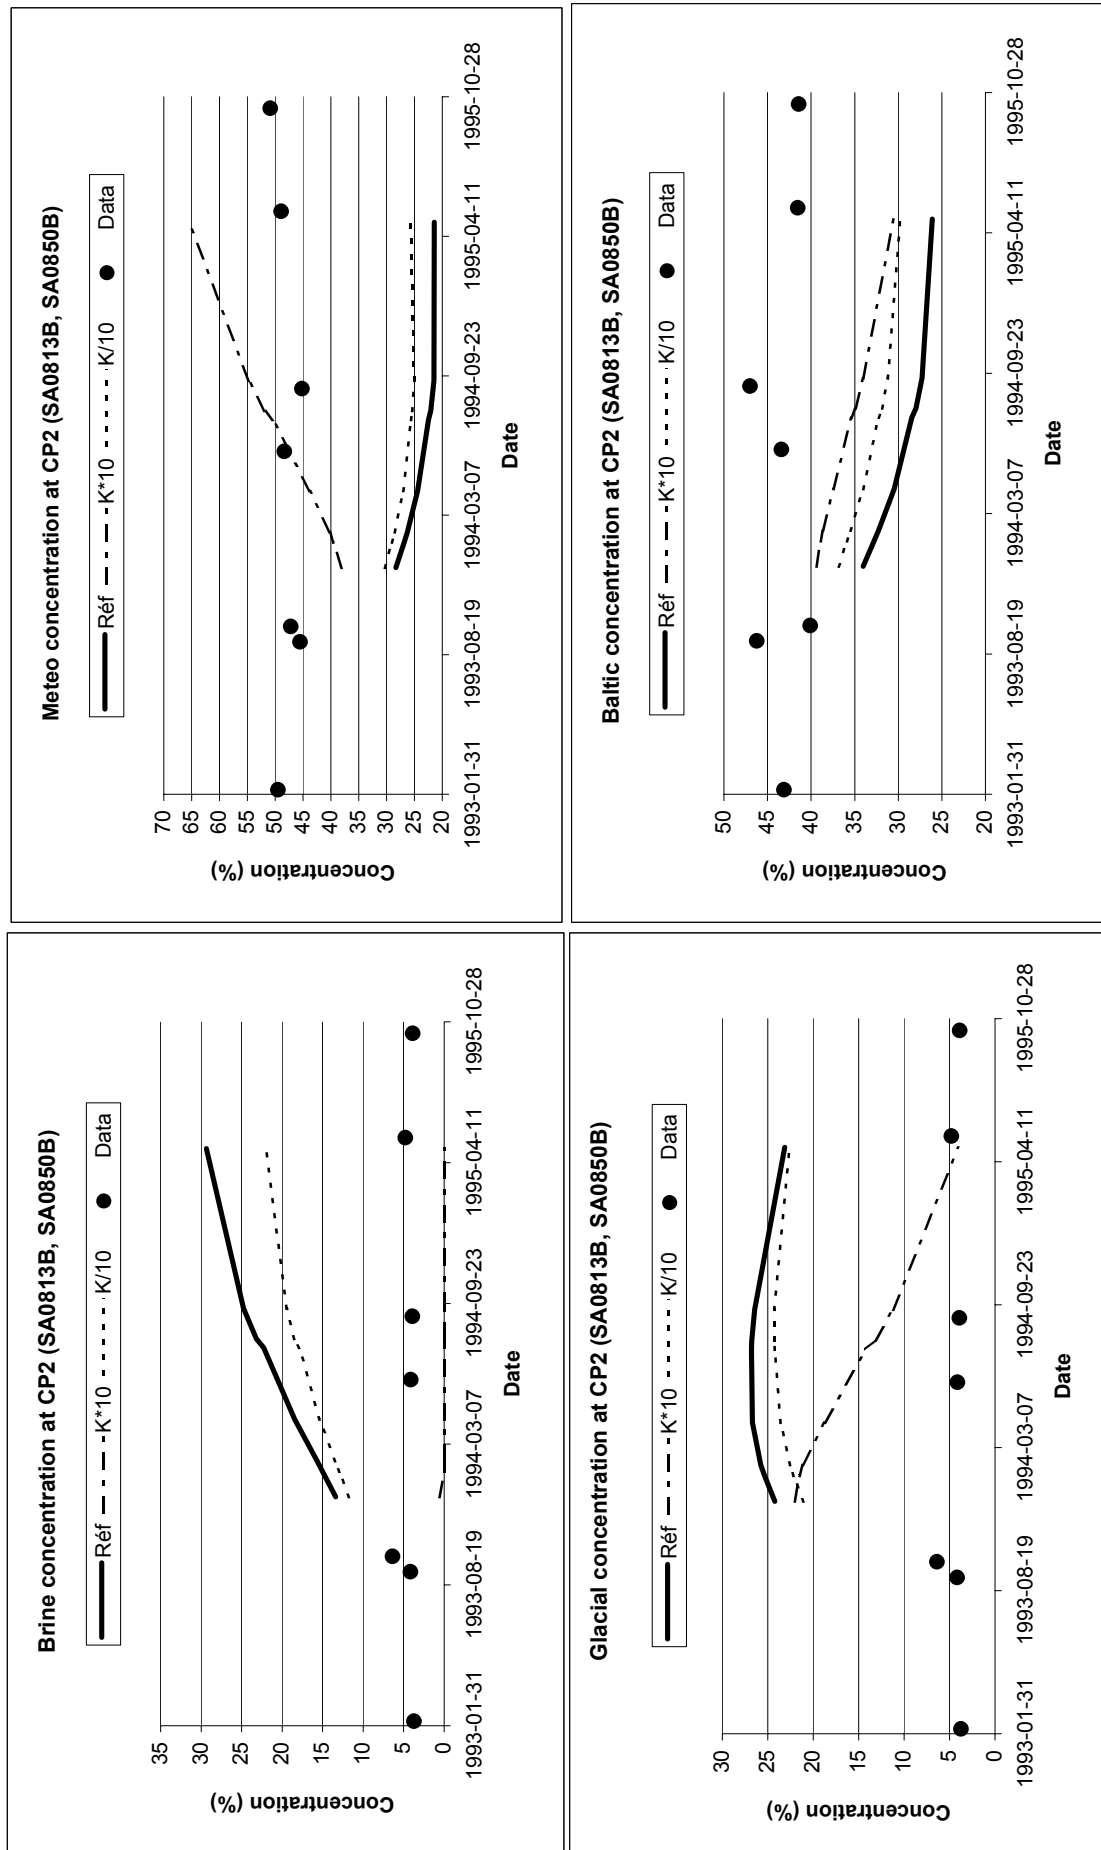 Brine concentration at CP2 (SA0813B, SA0850B)
Réf K*10 K/10 Data
35
30
25
20
15
10
5
0
Concentration (%)
1993-01-31 1993-08-19 1994-03-07 1994-09-23 1995-04-11 1995-10-28
Date
Meteo concentration at CP2 (SA0813B, SA0850B)
Réf K*10 K/10 Data
70
65
60
55
50
45
40
35
30
25
20
Concentration (%)
1993-01-31 1993-08-19 1994-03-07 1994-09-23 1995-04-11 1995-10-28
Date
Glacial concentration at CP2 (SA0813B, SA0850B)
Réf K*10 K/10 Data
30
25
20
15
10
5
0
Concentration (%)
1993-01-31 1993-08-19 1994-03-07 1994-09-23 1995-04-11 1995-10-28
Date
Baltic concentration at CP2 (SA0813B, SA0850B)
Réf K*10 K/10 Data
50
45
40
35
30
25
20
Concentration (%)
1993-01-31 1993-08-19 1994-03-07 1994-09-23 1995-04-11 1995-10-28
Date